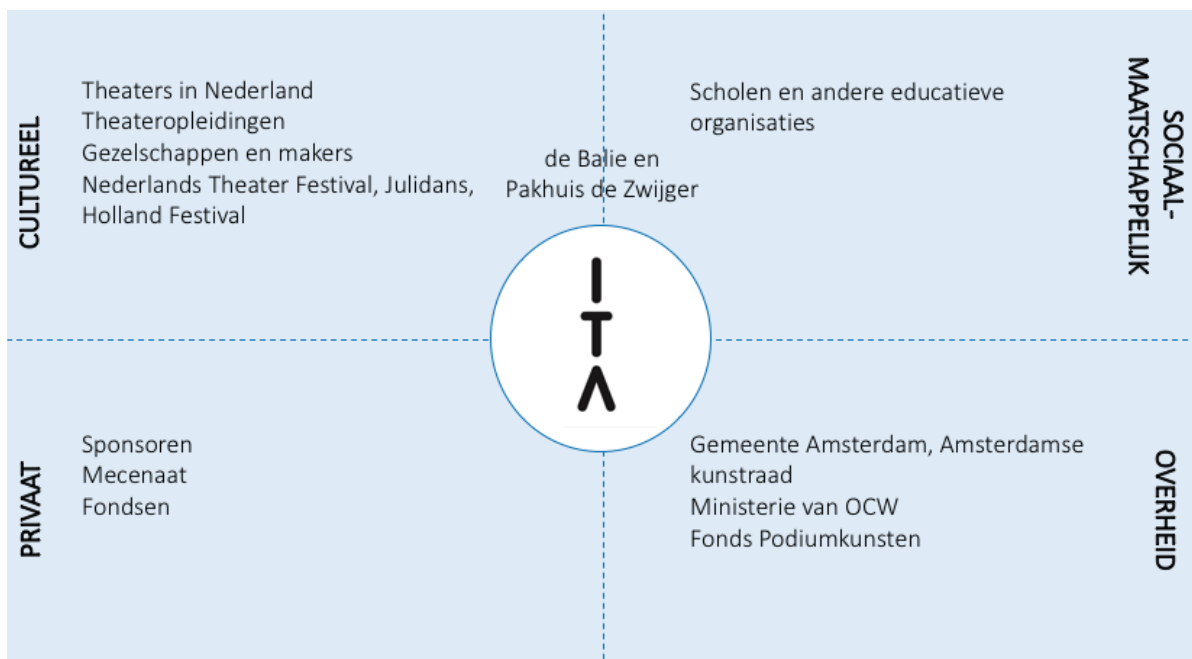 CULTUREEL
Theaters in Nederland
Theateropleidingen
Gezelschappen en makers
Nederlands Theater Festival, Julidans,
Holland Festival
de Balie en
Pakhuis de Zwijger
Scholen en andere educatieve
organisaties
SOCIAAL-
MAATSCHAPPELIJK
I
T
A
PRIVAAT
Sponsoren
Mecenaat
Fondsen
Gemeente Amsterdam, Amsterdamse
kunstraad
Ministerie van OCW
Fonds Podiumkunsten
OVERHEID